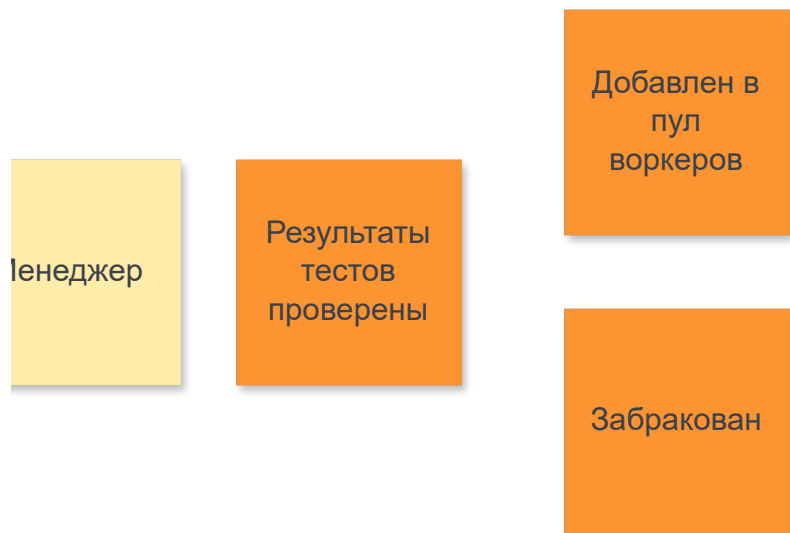 Добавлен в
пул
воркеров
енеджер
Результаты
тестов
проверены
Забракован